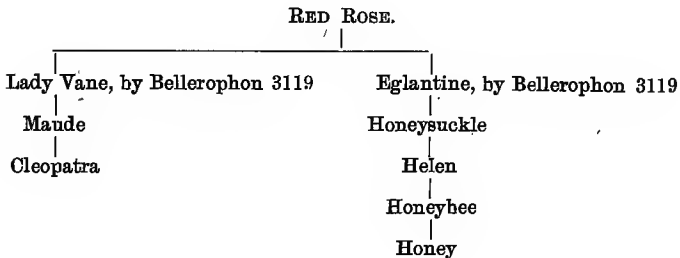 RED ROSE.
Lady Vane, by Bellerophon 3119 Eglantine, by Bellerophon 3119
Maude Honeysuckle
Cleopatra Helen
Honeybee
Honey